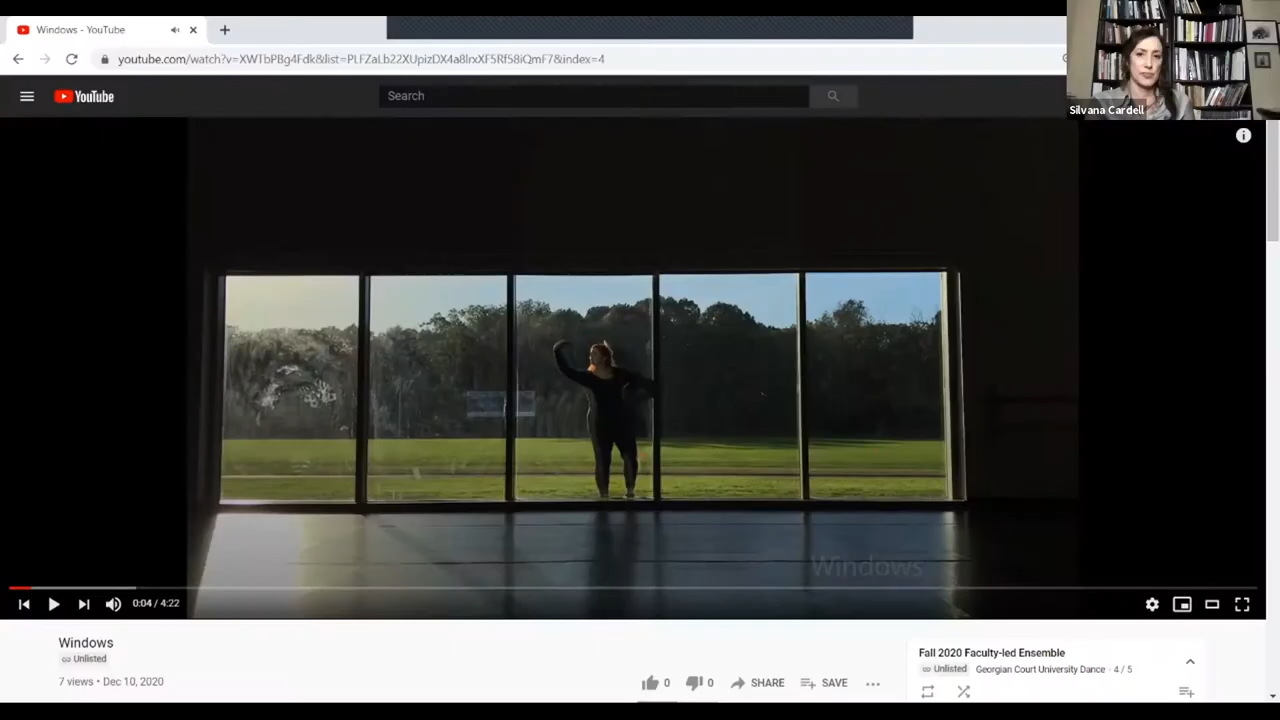 Windows - YouTube
youtube.com/watch?v=XWTbPBg4Fdk&list=PLFZaLb22XUpizDX4a8lrxXF5Rf58iQmF7&index=4
Silvana Cardell
YouTube
Search
Windows
0:04 / 4:22
Windows
Unlisted
7 views • Dec 10, 2020
0
0
SHARE
SAVE
Fall 2020 Faculty-led Ensemble
Unlisted Georgian Court University Dance - 4 / 5